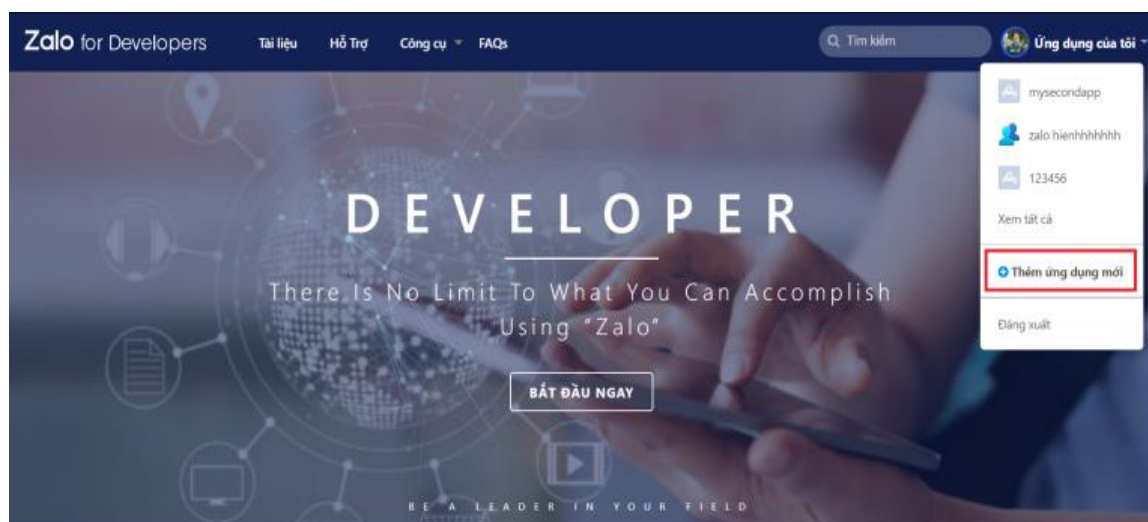 Zalo for Developers
Tài liệu
Hỗ Trợ
Công cụ
FAQs
Tìm kiếm
Ứng dụng của tôi
mysecondapp
zalo hienhhhhhhh
123456
Xem tất cả
Thêm ứng dụng mới
Đăng xuất
DEVELOPER
There Is No Limit To What You Can Accomplish
Using "Zalo"
BẮT ĐẦU NGAY
BE A LEADER IN YOUR FIELD